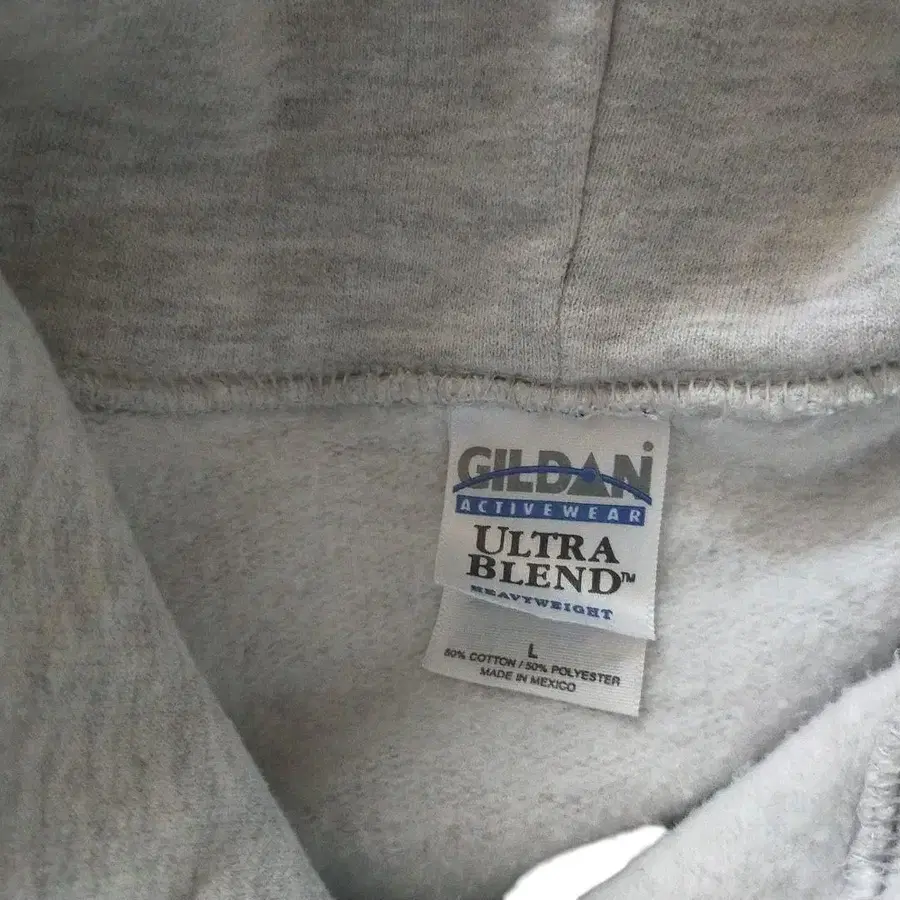 GILDAN
ACTIVEWEAR
ULTRA
BLEND™
HEAVYWEIGHT
L
50% COTTON / 50% POLYESTER
MADE IN MEXICO